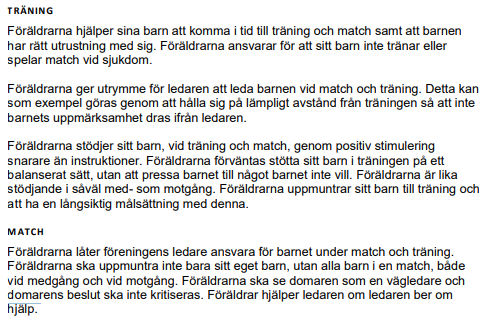 TRÄNING
Föräldrarna hjälper sina barn att komma i tid till träning och match samt att barnen
har rätt utrustning med sig. Föräldrarna ansvarar för att sitt barn inte tränar eller
spelar match vid sjukdom.
Föräldrarna ger utrymme för ledaren att leda barnen vid match och träning. Detta kan
som exempel göras genom att hålla sig på lämpligt avstånd från träningen så att inte
barnets uppmärksamhet dras ifrån ledaren.
Föräldrarna stödjer sitt barn, vid träning och match, genom positiv stimulering
snarare än instruktioner. Föräldrarna förväntas stötta sitt barn i träningen på ett
balanserat sätt, utan att pressa barnet till något barnet inte vill. Föräldrarna är lika
stödjande i såväl med- som motgång. Föräldrarna uppmuntrar sitt barn till träning och
att ha en långsiktig målsättning med denna.
MATCH
Föräldrarna låter föreningens ledare ansvara för barnet under match och träning.
Föräldrarna ska uppmuntra inte bara sitt eget barn, utan alla barn i en match, både
vid medgång och vid motgång. Föräldrarna ska se domaren som en vägledare och
domarens beslut ska inte kritiseras. Föräldrar hjälper ledaren om ledaren ber om
hjälp.